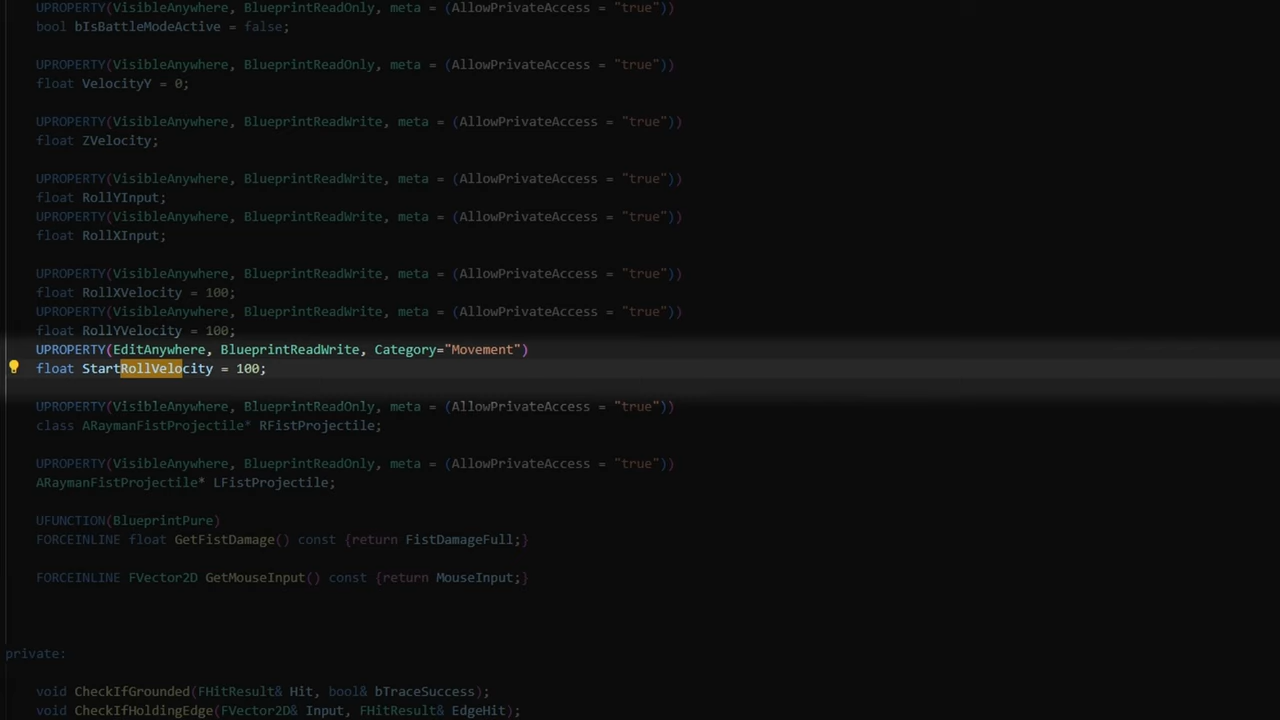 UPROPERTY(VisibleAnywhere, BlueprintReadOnly, meta = (AllowPrivateAccess = "true"))
bool bIsBattleModeActive = false;
UPROPERTY(VisibleAnywhere, BlueprintReadOnly, meta = (AllowPrivateAccess = "true"))
float VelocityY = 0;
UPROPERTY(VisibleAnywhere, BlueprintReadWrite, meta = (AllowPrivateAccess = "true"))
float ZVelocity;
UPROPERTY(VisibleAnywhere, BlueprintReadWrite, meta = (AllowPrivateAccess = "true"))
float RollYInput;
UPROPERTY(VisibleAnywhere, BlueprintReadWrite, meta = (AllowPrivateAccess = "true"))
float RollXInput;
UPROPERTY(VisibleAnywhere, BlueprintReadWrite, meta = (AllowPrivateAccess = "true"))
float RollXVelocity = 100;
UPROPERTY(VisibleAnywhere, BlueprintReadWrite, meta = (AllowPrivateAccess = "true"))
float RollYVelocity = 100;
UPROPERTY(EditAnywhere, BlueprintReadWrite, Category="Movement")
float StartRollVelocity = 100;
UPROPERTY(VisibleAnywhere, BlueprintReadOnly, meta = (AllowPrivateAccess = "true"))
class ARaymanFistProjectile* RFistProjectile;
UPROPERTY(VisibleAnywhere, BlueprintReadOnly, meta = (AllowPrivateAccess = "true"))
ARaymanFistProjectile* LFistProjectile;
UFUNCTION(BlueprintPure)
FORCEINLINE float GetFistDamage() const {return FistDamageFull;}
FORCEINLINE FVector2D GetMouseInput() const {return MouseInput;}
private:
void CheckIfGrounded(FHitResult& Hit, bool& bTraceSuccess);
void CheckIfHoldingEdge(FVector2D& Input, FHitResult& EdgeHit);